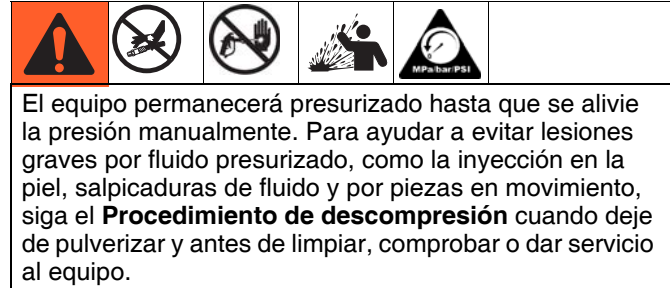 MPa/bar/PSI
El equipo permanecerá presurizado hasta que se alivie
la presión manualmente. Para ayudar a evitar lesiones
graves por fluido presurizado, como la inyección en la
piel, salpicaduras de fluido y por piezas en movimiento,
siga el Procedimiento de descompresión cuando deje
de pulverizar y antes de limpiar, comprobar o dar servicio
al equipo.